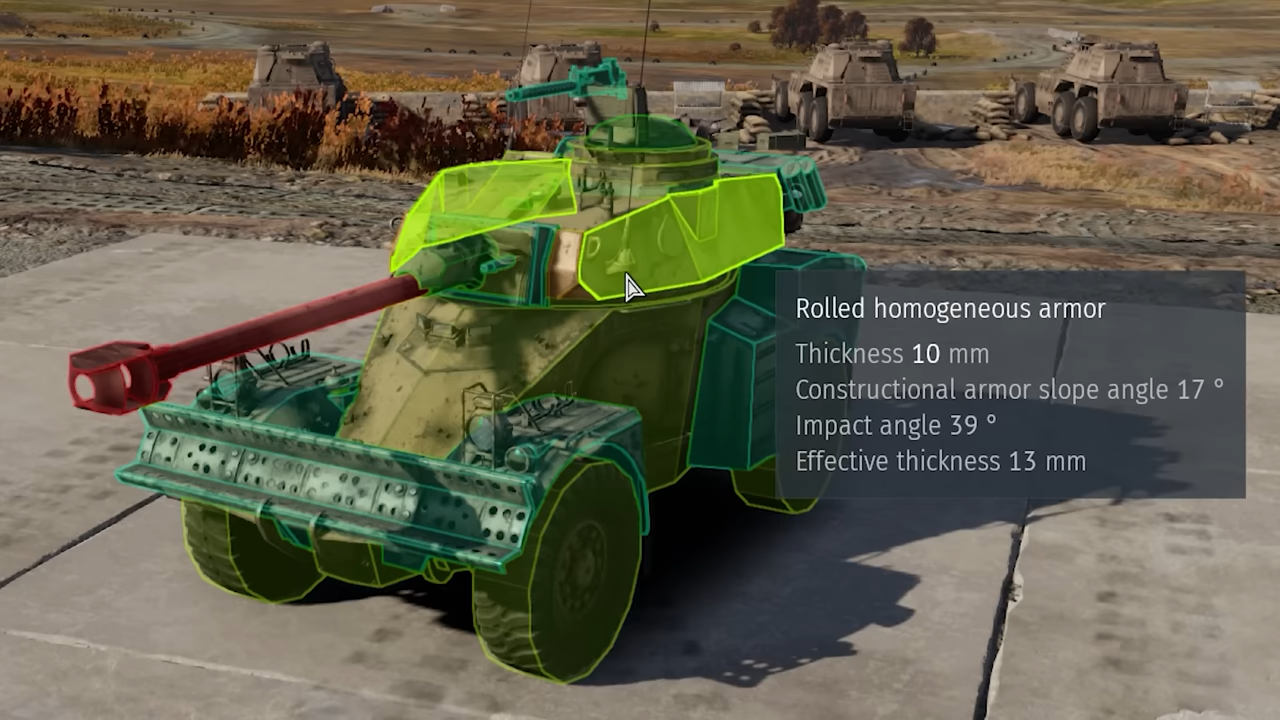 Rolled homogeneous armor
Thickness 10 mm
Constructional armor slope angle 17 °
Impact angle 39 °
Effective thickness 13 mm